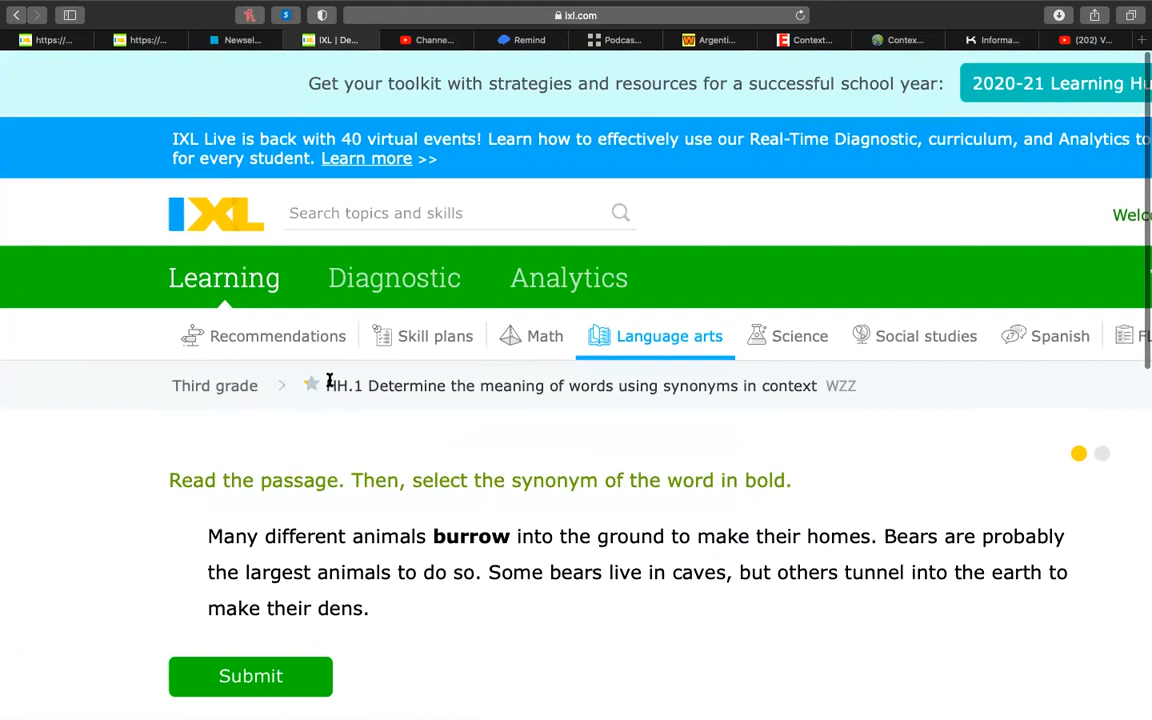 ixl.com
https://...
https://...
Newsel...
IXL | De...
Channe...
Remind
Podcas...
Argenti...
Context...
Contex...
Informa...
(202) V...
Get your toolkit with strategies and resources for a successful school year:
2020-21 Learning Hu
IXL Live is back with 40 virtual events! Learn how to effectively use our Real-Time Diagnostic, curriculum, and Analytics to
for every student. Learn more >>
IXL
Search topics and skills
Welc
Learning
Diagnostic
Analytics
Recommendations
Skill plans
Math
Language arts
Science
Social studies
Spanish
FL
Third grade > HH.1 Determine the meaning of words using synonyms in context WZZ
Read the passage. Then, select the synonym of the word in bold.
Many different animals burrow into the ground to make their homes. Bears are probably
the largest animals to do so. Some bears live in caves, but others tunnel into the earth to
make their dens.
Submit